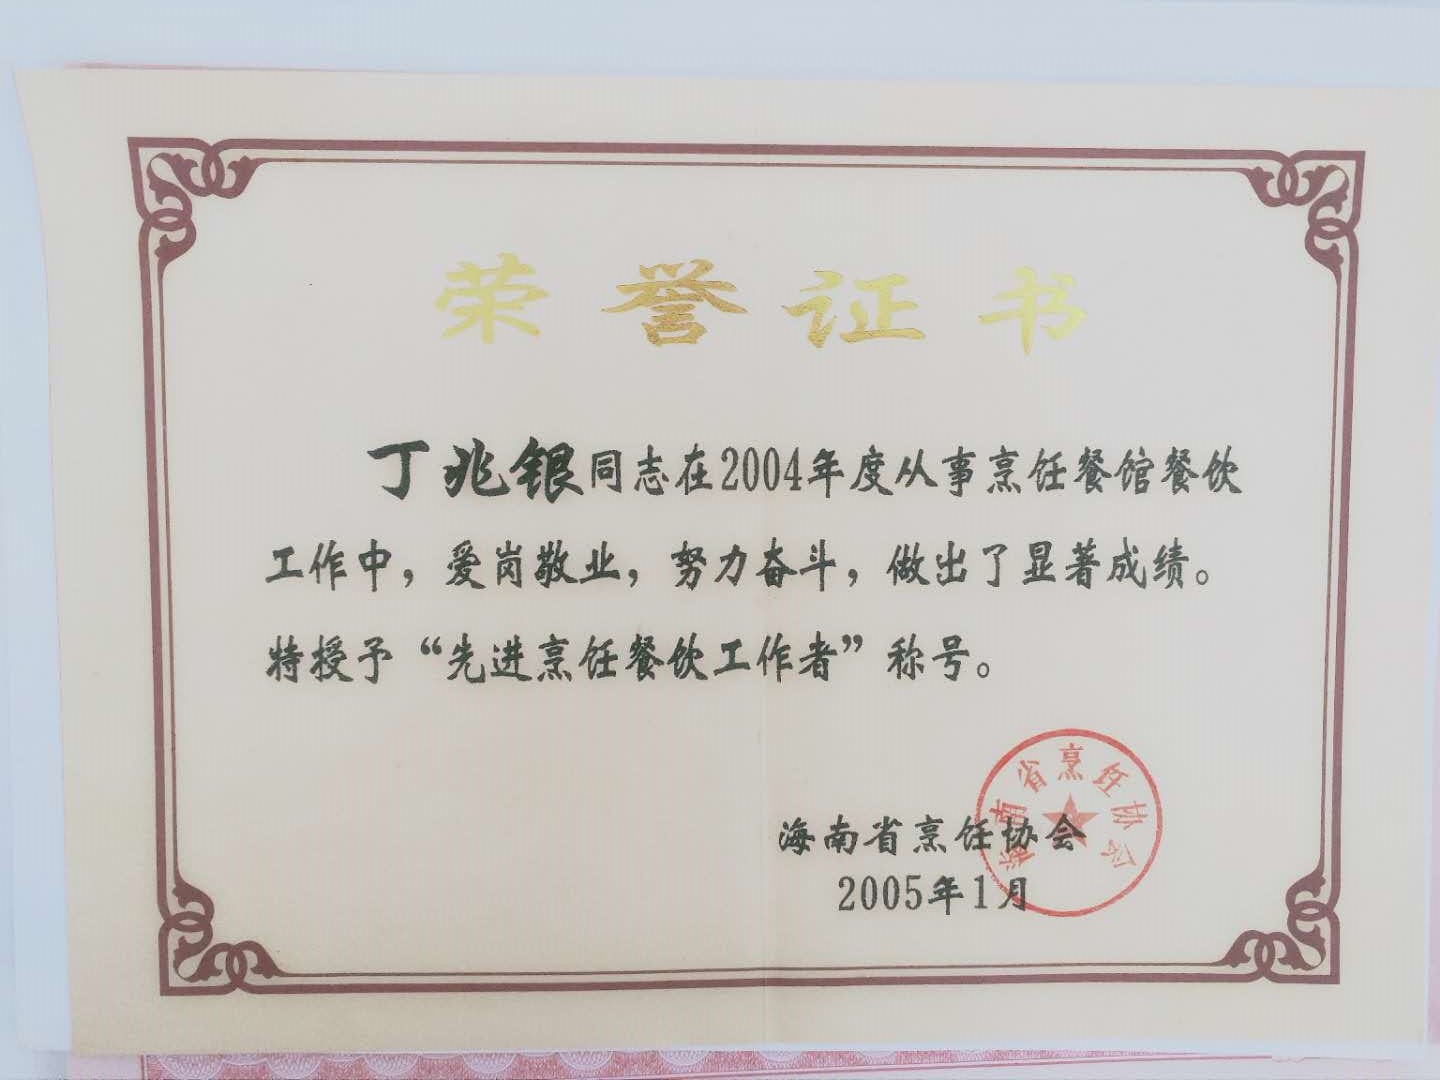 荣誉证书
丁兆银同志在2004年度从事烹饪餐馆餐饮
工作中，爱岗敬业，努力奋斗，做出了显著成绩。
特授予“先进烹饪餐饮工作者”称号。
海南省烹饪协会
海南省烹饪协会
2005年1月